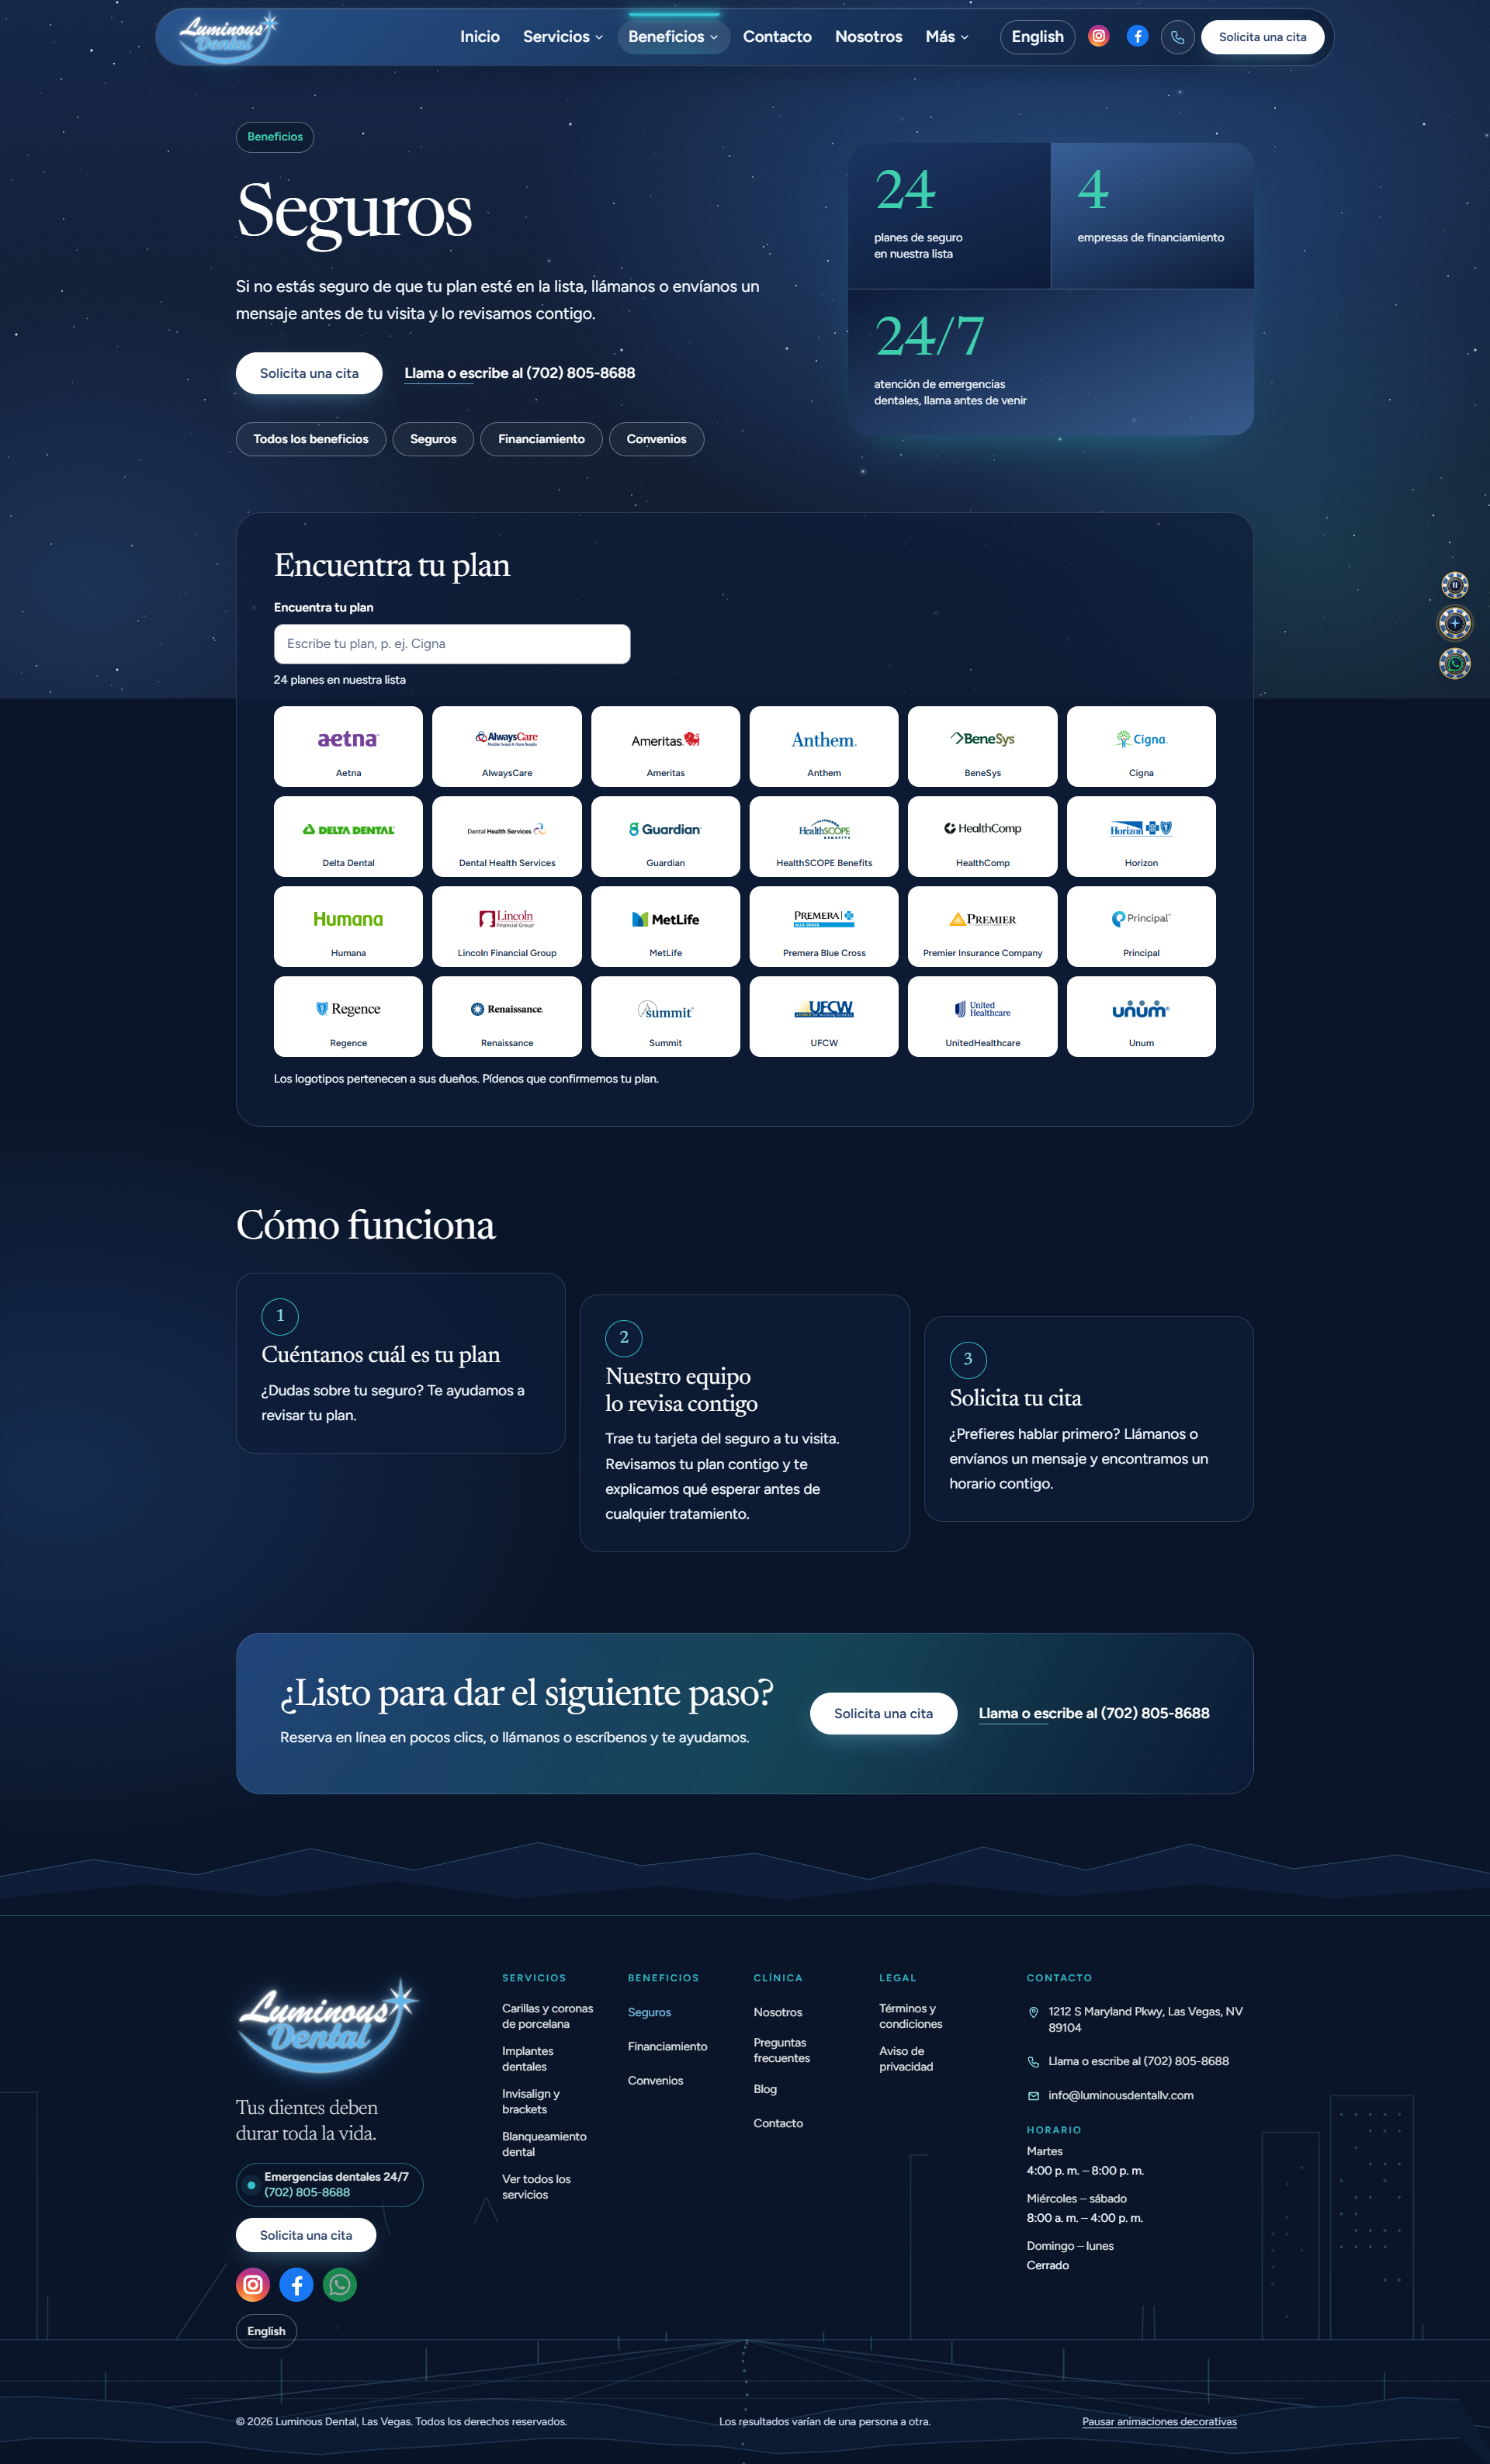 Luminous
Dental
Inicio
Servicios
Beneficios
Contacto
Nosotros
Más
English
Solicita una cita
Beneficios
Seguros
Si no estás seguro de que tu plan esté en la lista, llámanos o envíanos un
mensaje antes de tu visita y lo revisamos contigo.
Solicita una cita
Llama o escribe al (702) 805-8688
Todos los beneficios
Seguros
Financiamiento
Convenios
24
planes de seguro
en nuestra lista
4
empresas de financiamiento
24/7
atención de emergencias
dentales, llama antes de venir
Encuentra tu plan
Encuentra tu plan
Escribe tu plan, p. ej. Cigna
24 planes en nuestra lista
aetna
Aetna
AlwaysCare
AlwaysCare
Ameritas
Ameritas
Anthem
Anthem
BeneSys
BeneSys
Cigna
Cigna
DELTA DENTAL
Delta Dental
Dental Health Services
Dental Health Services
Guardian
Guardian
HealthSCOPE
BENEFITS
HealthSCOPE Benefits
HealthComp
HealthComp
Horizon
Horizon
Humana
Humana
Lincoln
Financial Group
Lincoln Financial Group
MetLife
MetLife
PREMERA
BLUE CROSS
Premera Blue Cross
PREMIER
Premier Insurance Company
Principal
Principal
Regence
Regence
Renaissance
Renaissance
summit
Summit
UFCW
UFCW
United
Healthcare
UnitedHealthcare
unum
Unum
Los logotipos pertenecen a sus dueños. Pídenos que confirmemos tu plan.
Cómo funciona
1
Cuéntanos cuál es tu plan
¿Dudas sobre tu seguro? Te ayudamos a
revisar tu plan.
2
Nuestro equipo
lo revisa contigo
Trae tu tarjeta del seguro a tu visita.
Revisamos tu plan contigo y te
explicamos qué esperar antes de
cualquier tratamiento.
3
Solicita tu cita
¿Prefieres hablar primero? Llámanos o
envíanos un mensaje y encontramos un
horario contigo.
¿Listo para dar el siguiente paso?
Reserva en línea en pocos clics, o llámanos o escríbenos y te ayudamos.
Solicita una cita
Llama o escribe al (702) 805-8688
Luminous
Dental
Tus dientes deben
durar toda la vida.
Emergencias dentales 24/7
(702) 805-8688
Solicita una cita
English
SERVICIOS
Carillas y coronas
de porcelana
Implantes
dentales
Invisalign y
brackets
Blanqueamiento
dental
Ver todos los
servicios
BENEFICIOS
Seguros
Financiamiento
Convenios
CLÍNICA
Nosotros
Preguntas
frecuentes
Blog
Contacto
LEGAL
Términos y
condiciones
Aviso de
privacidad
CONTACTO
1212 S Maryland Pkwy, Las Vegas, NV
89104
Llama o escribe al (702) 805-8688
info@luminousdentallv.com
HORARIO
Martes
4:00 p. m. – 8:00 p. m.
Miércoles – sábado
8:00 a. m. – 4:00 p. m.
Domingo – lunes
Cerrado
© 2026 Luminous Dental, Las Vegas. Todos los derechos reservados.
Los resultados varían de una persona a otra.
Pausar animaciones decorativas